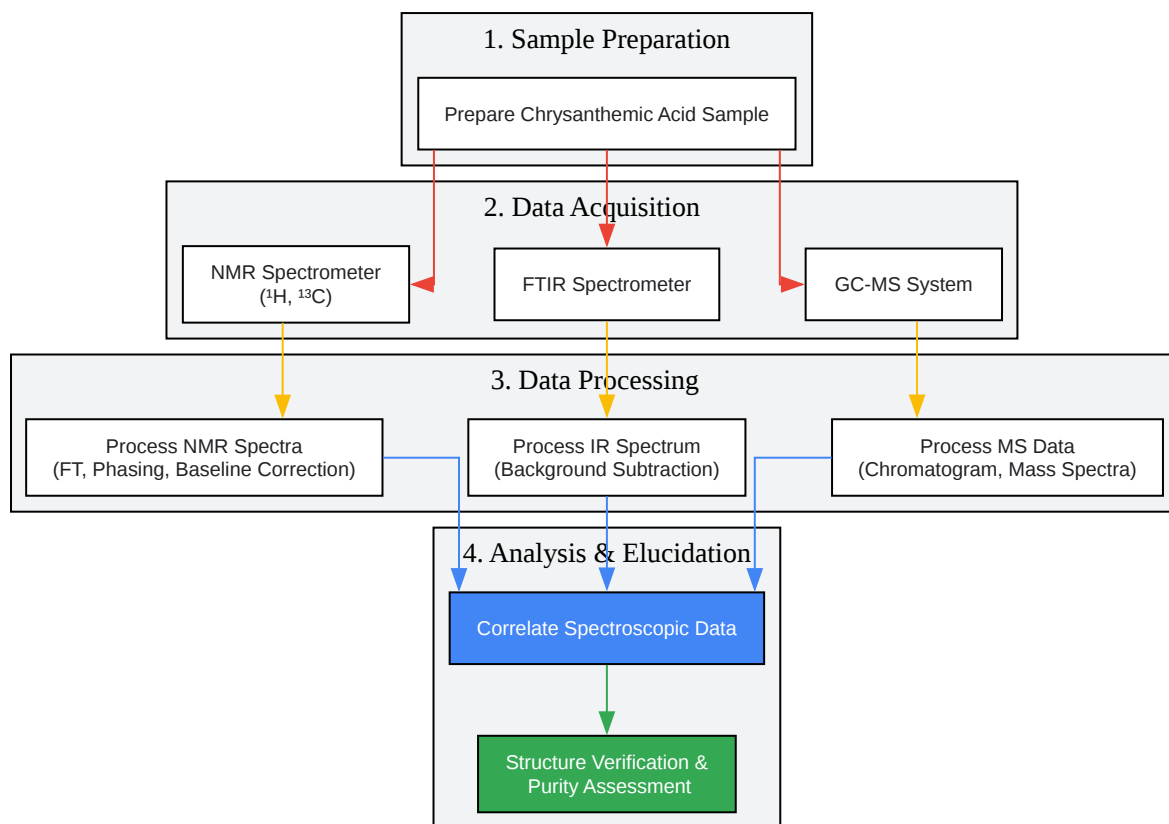 1. Sample Preparation
Prepare Chrysanthemic Acid Sample
2. Data Acquisition
NMR Spectrometer
(¹H, ¹³C)
FTIR Spectrometer
GC-MS System
3. Data Processing
Process NMR Spectra
(FT, Phasing, Baseline Correction)
Process IR Spectrum
(Background Subtraction)
Process MS Data
(Chromatogram, Mass Spectra)
4. Analysis & Elucidation
Correlate Spectroscopic Data
Structure Verification &
Purity Assessment